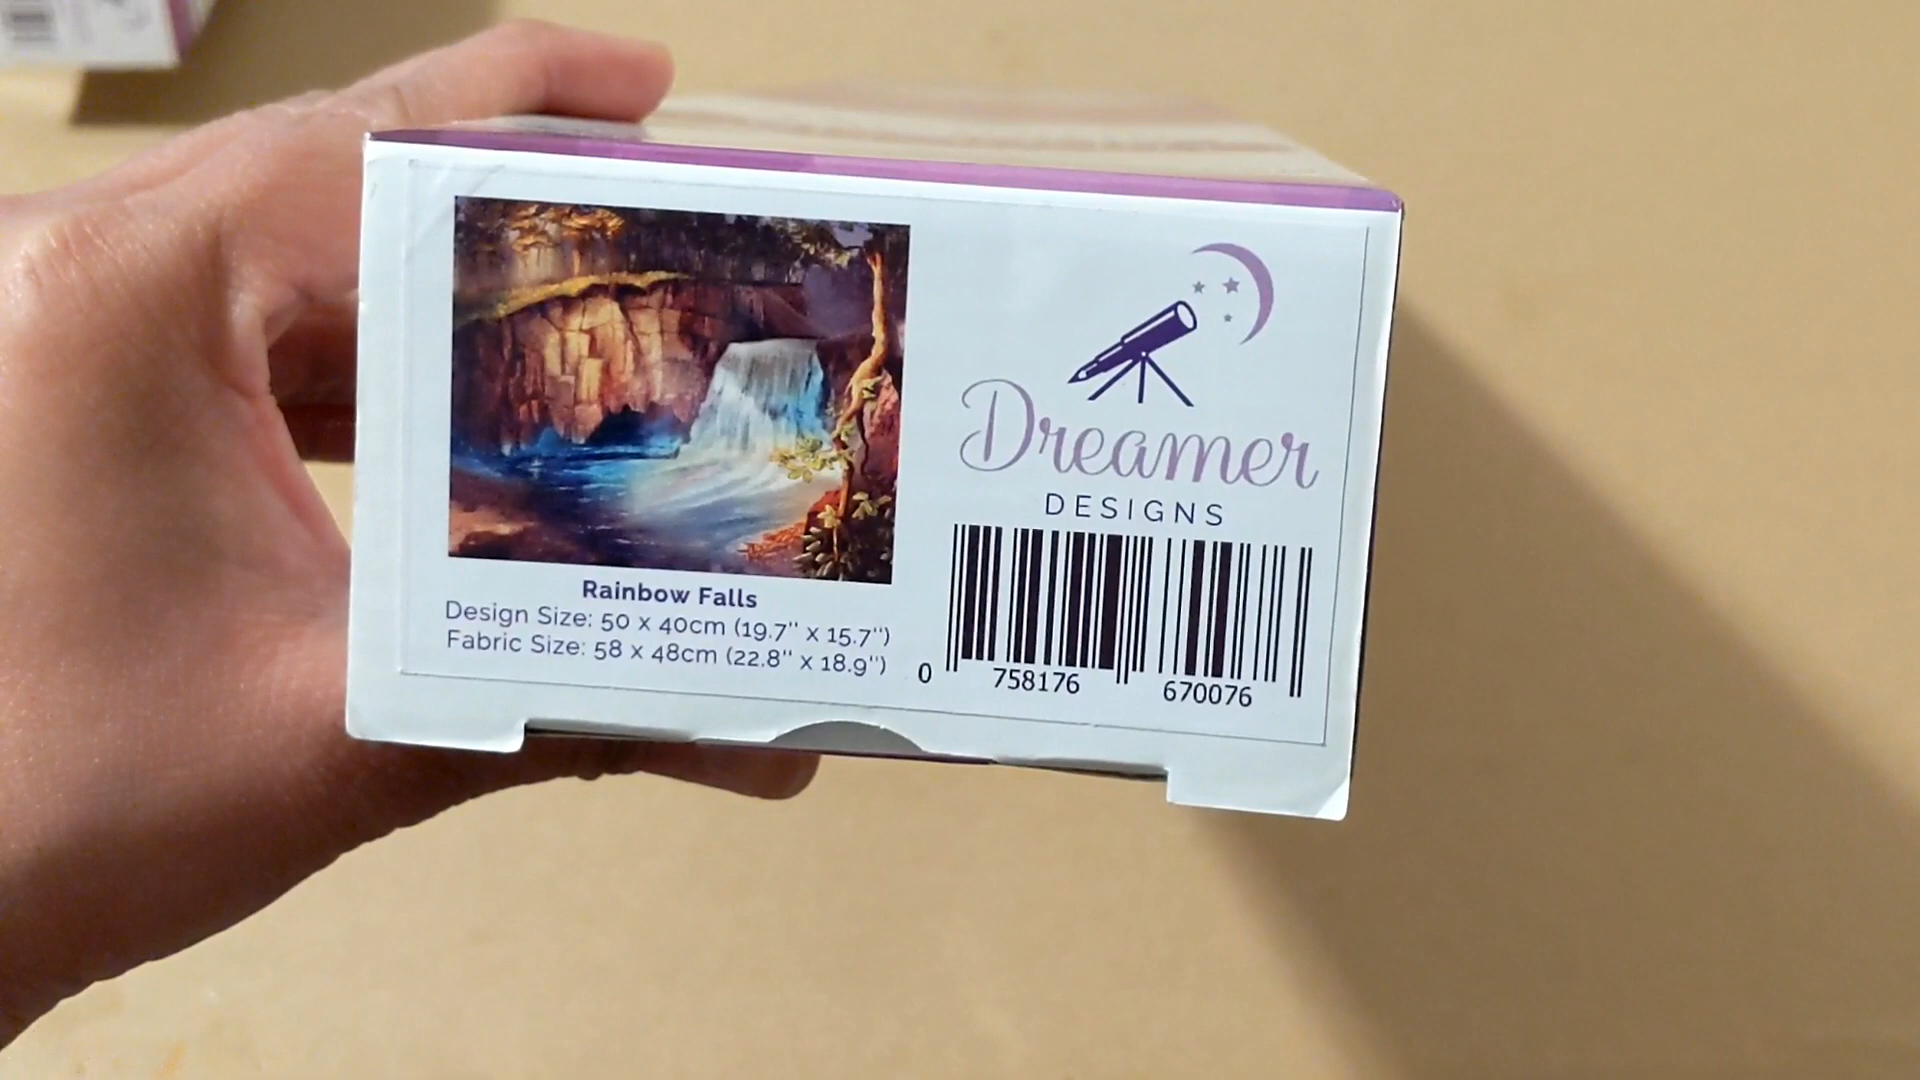 Rainbow Falls
Design Size: 50 x 40cm (19.7'' x 15.7'')
Fabric Size: 58 x 48cm (22.8'' x 18.9'')
Dreamer
DESIGNS
0 758176 670076